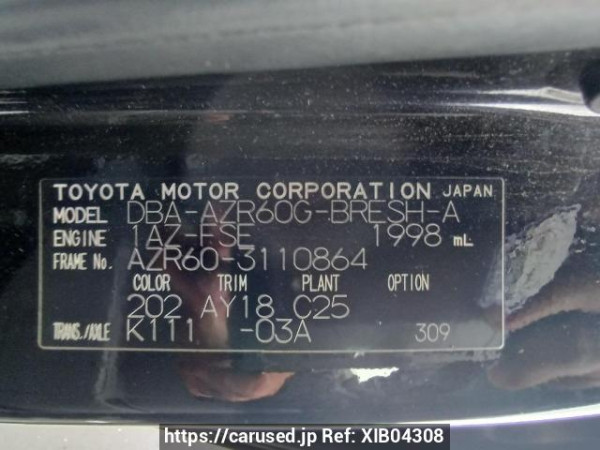 TOYOTA MOTOR CORPORATION JAPAN
MODEL DBA-AZR60G-BRESH-A
ENGINE 1AZ-FSE 1998 mL
FRAME No. AZR60-3110864
COLOR TRIM PLANT OPTION
202 AY18 C25
TRANS./AXLE K111 -03A 309
https://carused.jp Ref: XIB04308